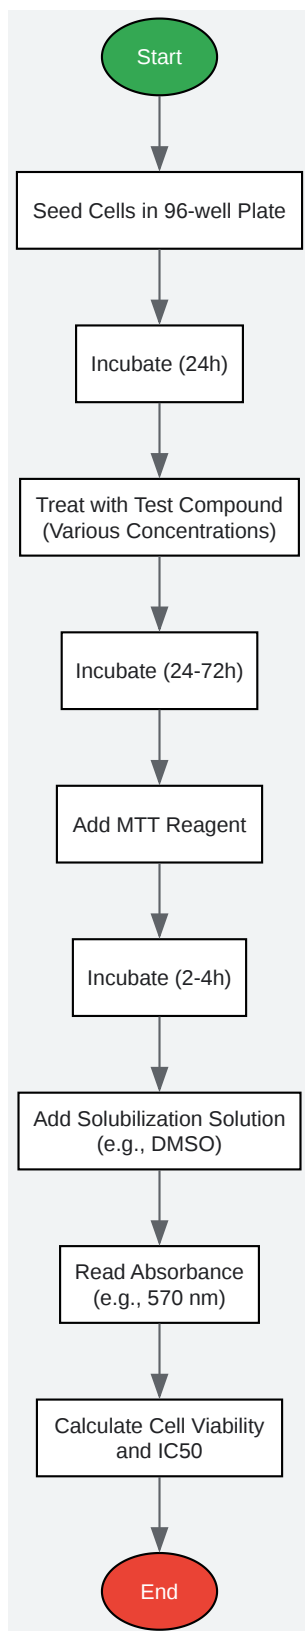 Start
Seed Cells in 96-well Plate
Incubate (24h)
Treat with Test Compound
(Various Concentrations)
Incubate (24-72h)
Add MTT Reagent
Incubate (2-4h)
Add Solubilization Solution
(e.g., DMSO)
Read Absorbance
(e.g., 570 nm)
Calculate Cell Viability
and IC50
End